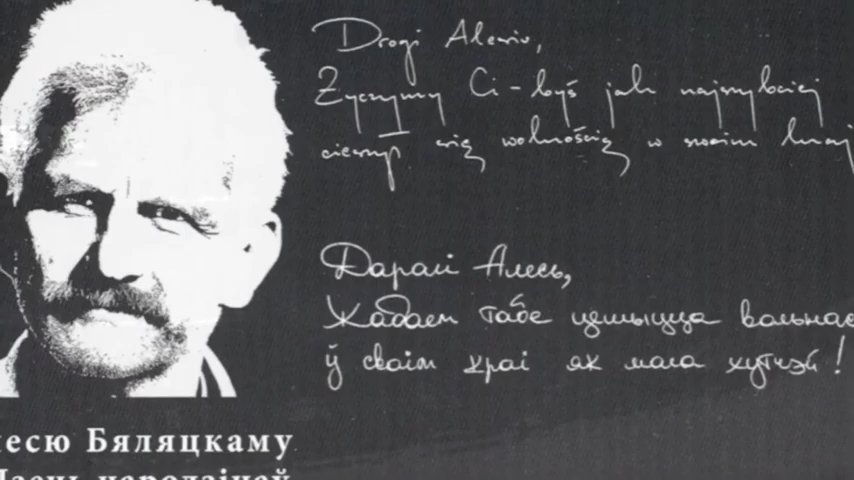 Drogi Alesiu,
Życzymy Ci - byś jak najszybciej
cieszył się wolnością w swoim kraj
Дарагі Алесь,
Жадаем табе цешыцца вольнас
ў сваім краі як мага хутчэй!
лесю Бяляцкаму